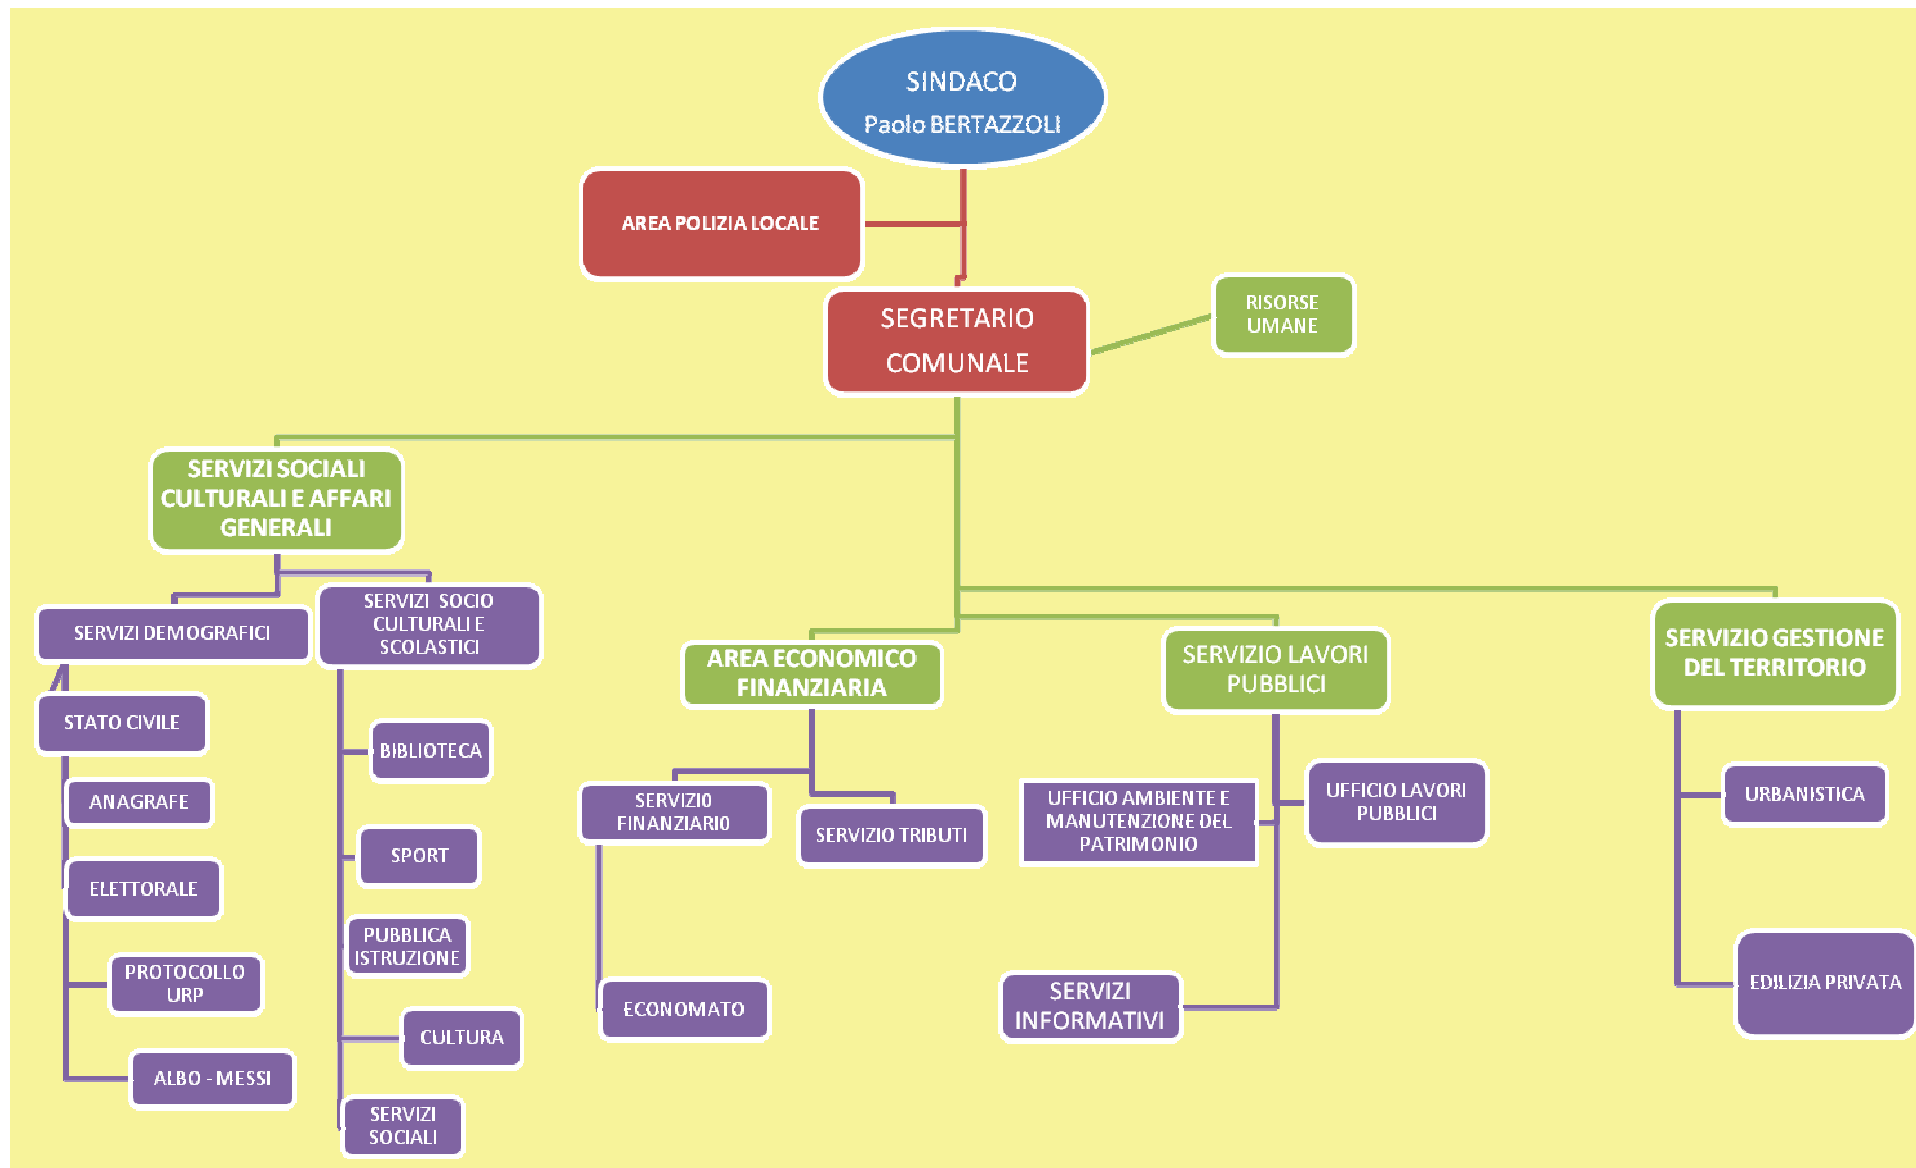 SINDACO
Paolo BERTAZZOLI
AREA POLIZIA LOCALE
SEGRETARIO
COMUNALE
RISORSE
UMANE
SERVIZI SOCIALI
CULTURALI E AFFARI
GENERALI
SERVIZI DEMOGRAFICI
SERVIZI SOCIO
CULTURALI E
SCOLASTICI
STATO CIVILE
ANAGRAFE
ELETTORALE
PROTOCOLLO
URP
ALBO - MESSI
BIBLIOTECA
SPORT
PUBBLICA
ISTRUZIONE
CULTURA
SERVIZI
SOCIALI
AREA ECONOMICO
FINANZIARIA
SERVIZIO
FINANZIARIO
SERVIZIO TRIBUTI
ECONOMATO
SERVIZIO LAVORI
PUBBLICI
UFFICIO AMBIENTE E
MANUTENZIONE DEL
PATRIMONIO
UFFICIO LAVORI
PUBBLICI
SERVIZI
INFORMATIVI
SERVIZIO GESTIONE
DEL TERRITORIO
URBANISTICA
EDILIZIA PRIVATA